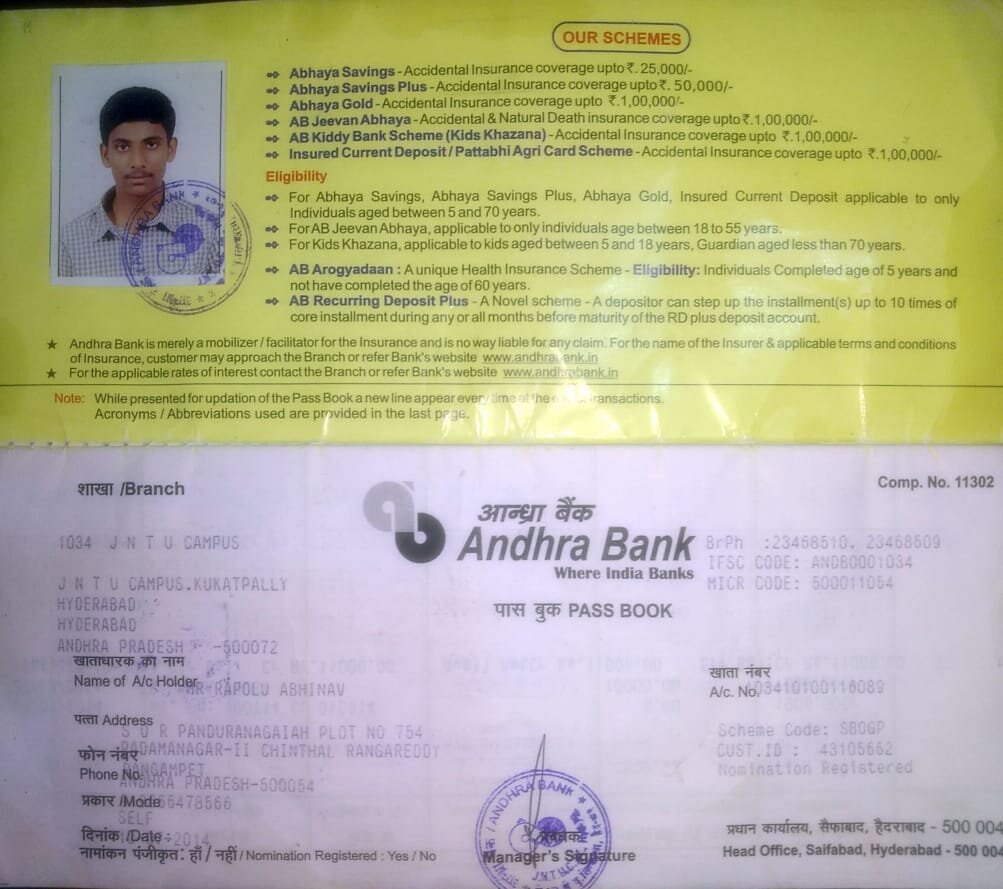 OUR SCHEMES
Abhaya Savings - Accidental Insurance coverage upto ₹. 25,000/-
Abhaya Savings Plus - Accidental Insurance coverage upto ₹. 50,000/-
Abhaya Gold - Accidental Insurance coverage upto ₹.1,00,000/-
AB Jeevan Abhaya - Accidental & Natural Death insurance coverage upto ₹.1,00,000/-
AB Kiddy Bank Scheme (Kids Khazana) - Accidental Insurance coverage upto ₹.1,00,000/-
Insured Current Deposit / Pattabhi Agri Card Scheme - Accidental Insurance coverage upto ₹.1,00,000/-
Eligibility
For Abhaya Savings, Abhaya Savings Plus, Abhaya Gold, Insured Current Deposit applicable to only
Individuals aged between 5 and 70 years.
For AB Jeevan Abhaya, applicable to only individuals age between 18 to 55 years.
For Kids Khazana, applicable to kids aged between 5 and 18 years, Guardian aged less than 70 years.
AB Arogyadaan : A unique Health Insurance Scheme - Eligibility: Individuals Completed age of 5 years and
not have completed the age of 60 years.
AB Recurring Deposit Plus - A Novel scheme - A depositor can step up the installment(s) up to 10 times of
core installment during any or all months before maturity of the RD plus deposit account.
★ Andhra Bank is merely a mobilizer / facilitator for the Insurance and is no way liable for any claim. For the name of the Insurer & applicable terms and conditions
of Insurance, customer may approach the Branch or refer Bank's website www.andhrabank.in
★ For the applicable rates of interest contact the Branch or refer Bank's website www.andhrabank.in
Note: While presented for updation of the Pass Book a new line appear every time at the transactions.
Acronyms / Abbreviations used are provided in the last page.
ANDHRA BANK
शाखा /Branch
Comp. No. 11302
आन्ध्रा बैंक
Andhra Bank
Where India Banks
1034 J N T U CAMPUS
BrPh :23468510, 23468609
IFSC CODE: ANDB0001034
MICR CODE: 500011054
J N T U CAMPUS.KUKATPALLY
HYDERABAD
HYDERABAD
ANDHRA PRADESH - -500072
पास बुक PASS BOOK
खाताधारक का नाम
Name of A/c Holder
MR RAPOLU ABHINAV
खाता नंबर
A/c. No. 103410100116089
पत्ता Address
S O R PANDURANAGAIAH PLOT NO 754
PADAMANAGAR-II CHINTHAL RANGAREDDY
RANGAMPET
ANDHRA PRADESH-500054
Scheme Code: SBOGP
CUST.ID : 43105662
Nomination Registered
फोन नंबर
Phone No.
प्रकार /Mode
SELF
दिनांक /Date :
2014
नामांकन पंजीकृत: हाँ / नहीं / Nomination Registered : Yes / No
ANDHRA BANK
प्रबंधक
Manager's Signature
प्रधान कार्यालय, सैफाबाद, हैदराबाद - 500 004
Head Office, Saifabad, Hyderabad - 500 004